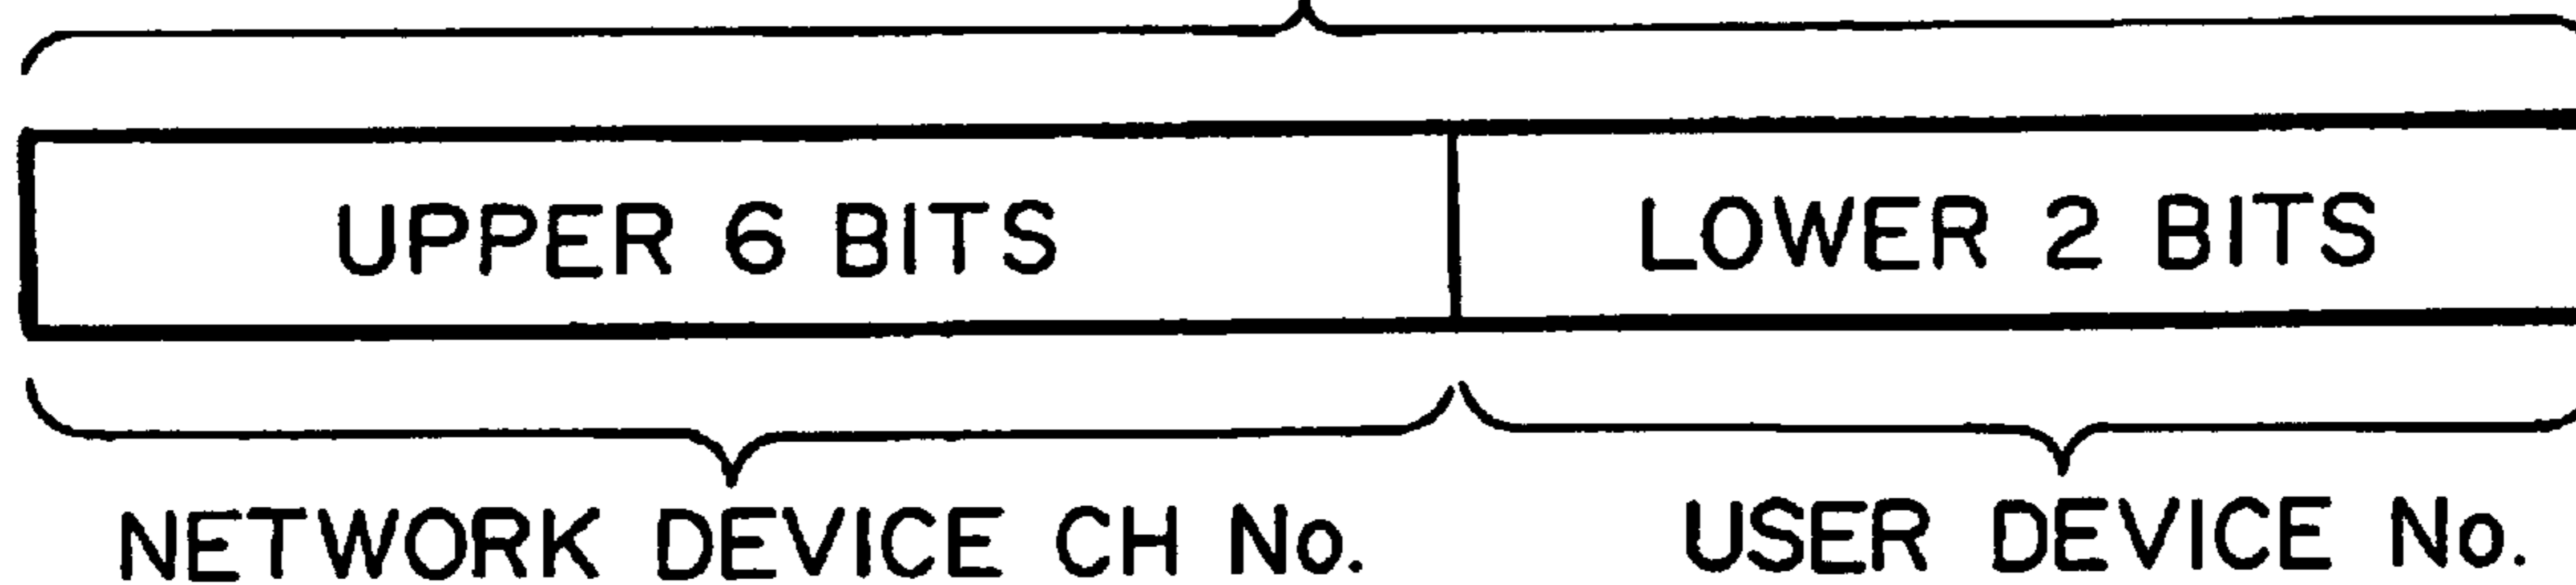 UPPER 6 BITS LOWER 2 BITS
NETWORK DEVICE CH No. USER DEVICE No.